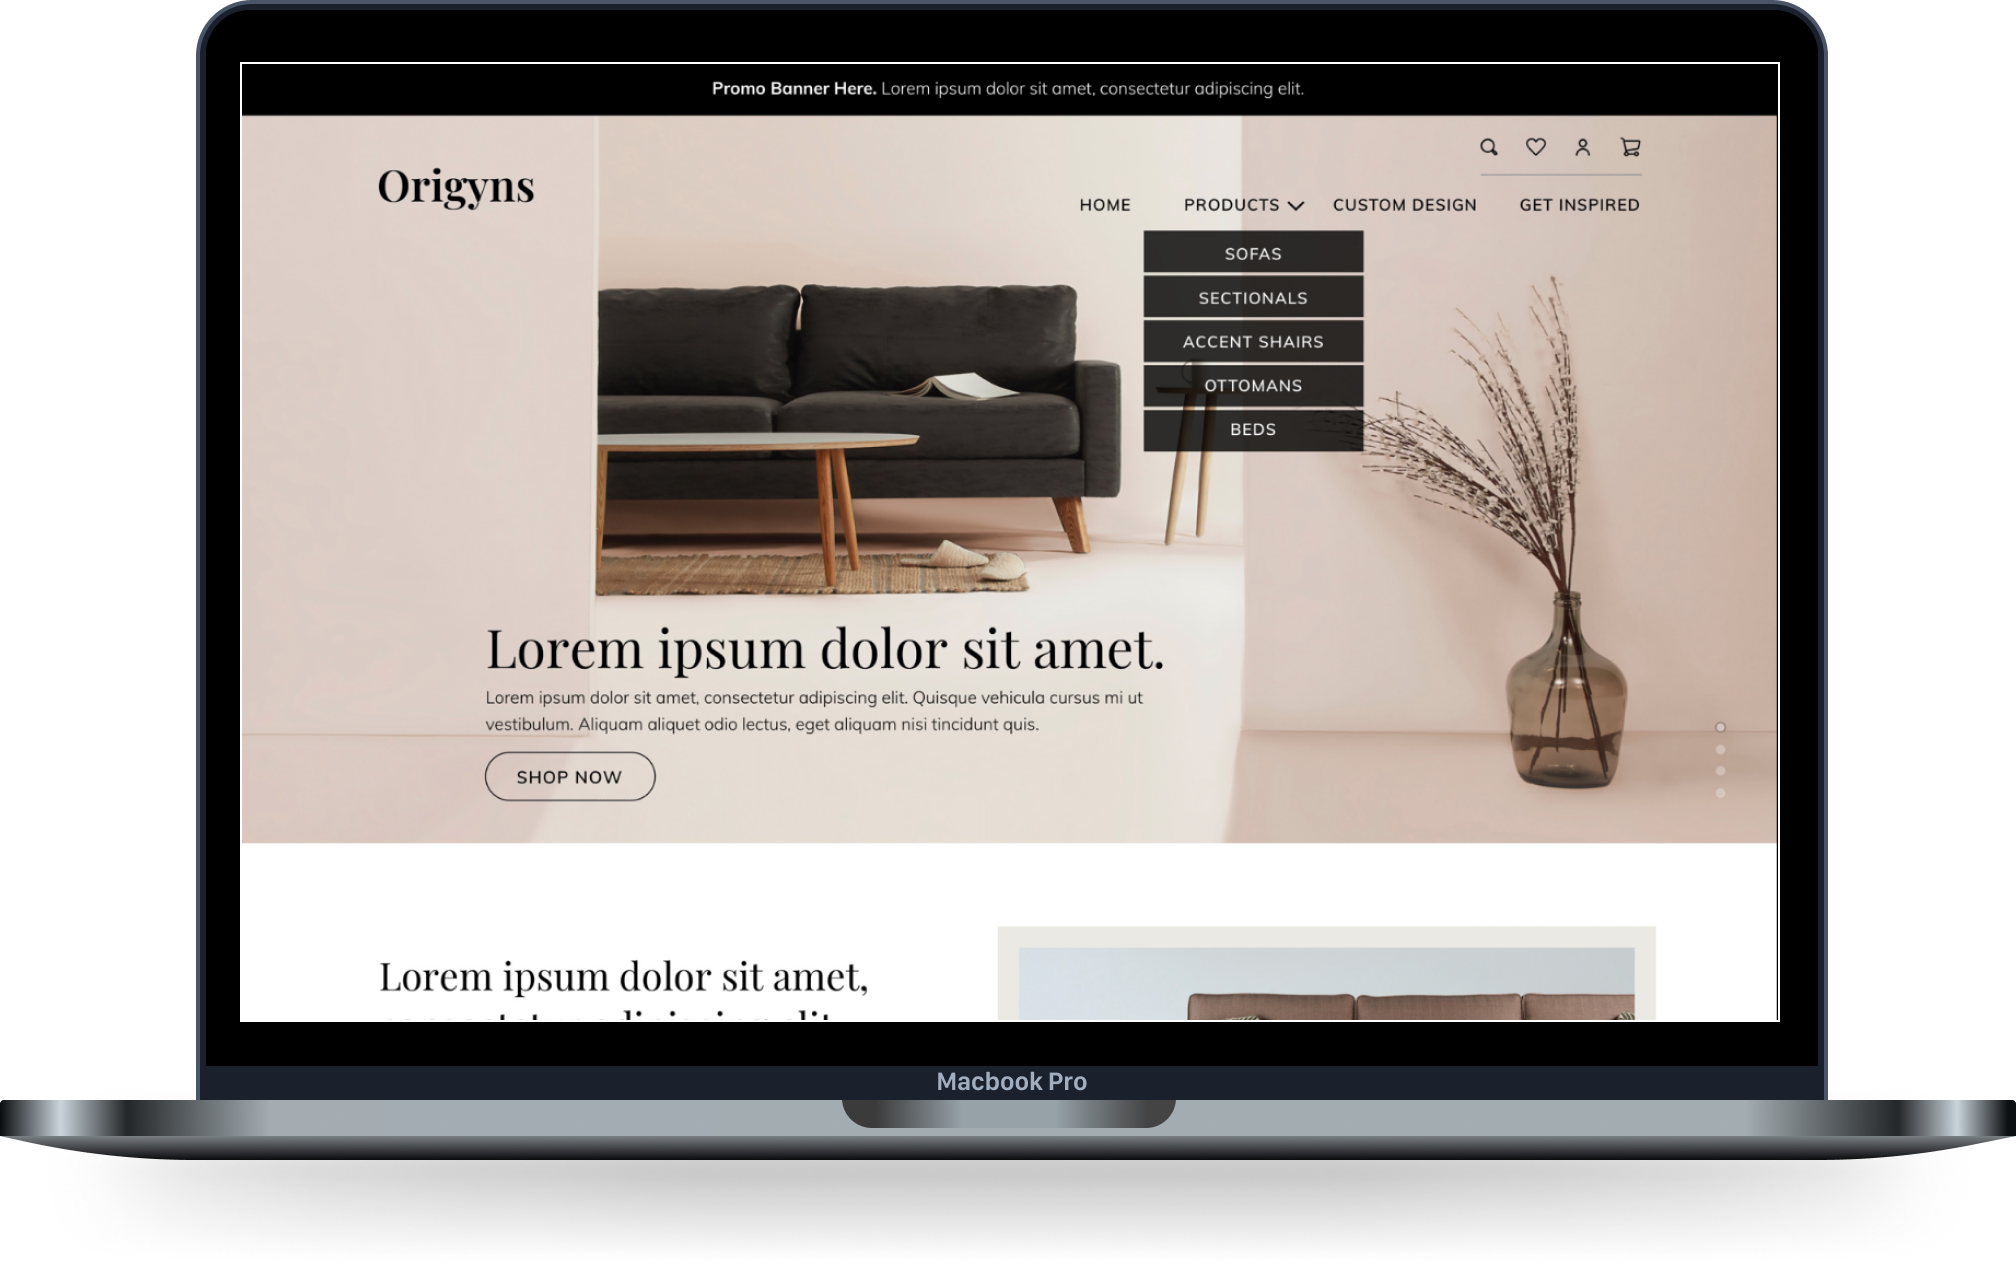 Promo Banner Here. Lorem ipsum dolor sit amet, consectetur adipiscing elit.
Origyns
HOME PRODUCTS CUSTOM DESIGN GET INSPIRED
SOFAS
SECTIONALS
ACCENT SHAIRS
OTTOMANS
BEDS
Lorem ipsum dolor sit amet.
Lorem ipsum dolor sit amet, consectetur adipiscing elit. Quisque vehicula cursus mi ut
vestibulum. Aliquam aliquet odio lectus, eget aliquam nisi tincidunt quis.
SHOP NOW
Lorem ipsum dolor sit amet,
Macbook Pro